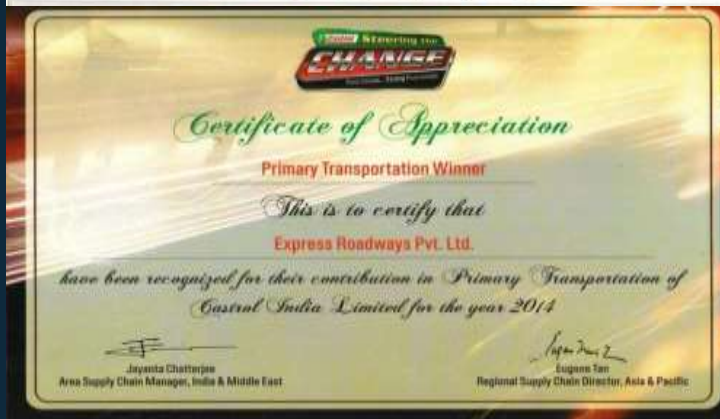 Castrol Steering the
CHANGE
Certificate of Appreciation
Primary Transportation Winner
This is to certify that
Express Roadways Pvt. Ltd.
have been recognized for their contribution in Primary Transportation of
Castrol India Limited for the year 2014
Jayanta Chatterjee
Area Supply Chain Manager, India & Middle East
Eugene Tan
Regional Supply Chain Director, Asia & Pacific